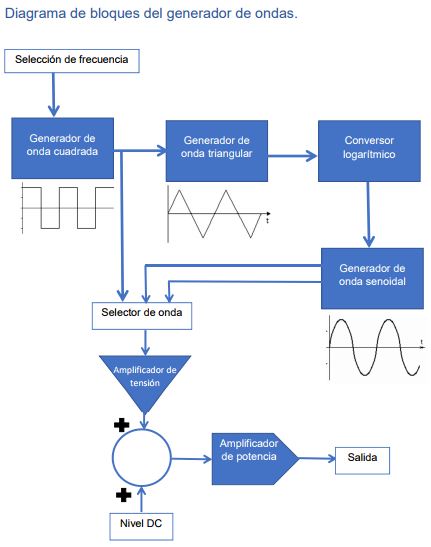 Diagrama de bloques del generador de ondas.
Selección de frecuencia
Generador de
onda cuadrada
Generador de
onda triangular
Conversor
logarítmico
t
Generador de
onda senoidal
t
Selector de onda
Amplificador de
tensión
Amplificador
de potencia
Salida
Nivel DC